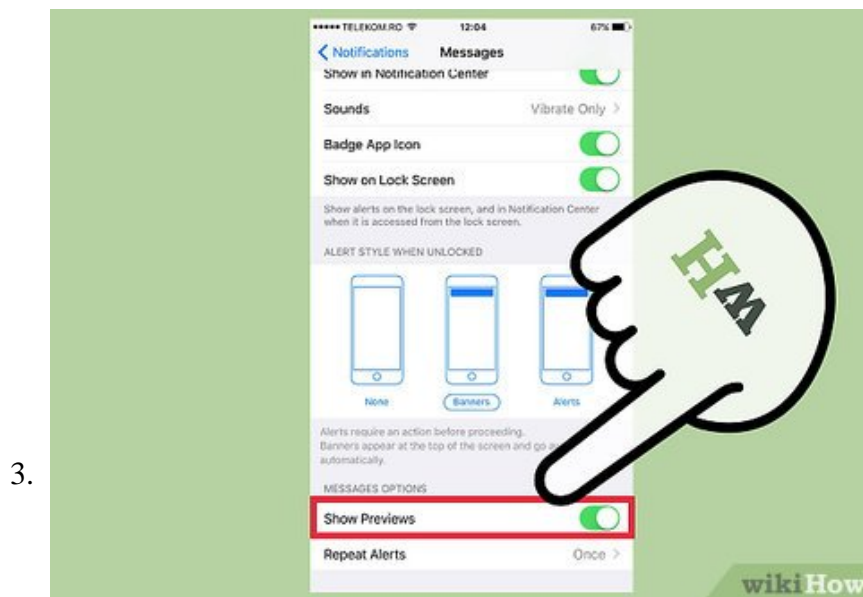 ●●●●● TELEKOM.RO 12:04 67%
Notifications Messages
Show in Notification Center
Sounds Vibrate Only
Badge App Icon
Show on Lock Screen
Show alerts on the lock screen, and in Notification Center
when it is accessed from the lock screen.
ALERT STYLE WHEN UNLOCKED
wH
None Banners Alerts
Alerts require an action before proceeding.
Banners appear at the top of the screen and go
automatically.
3.
MESSAGES OPTIONS
Show Previews
Repeat Alerts Once
wikiHow